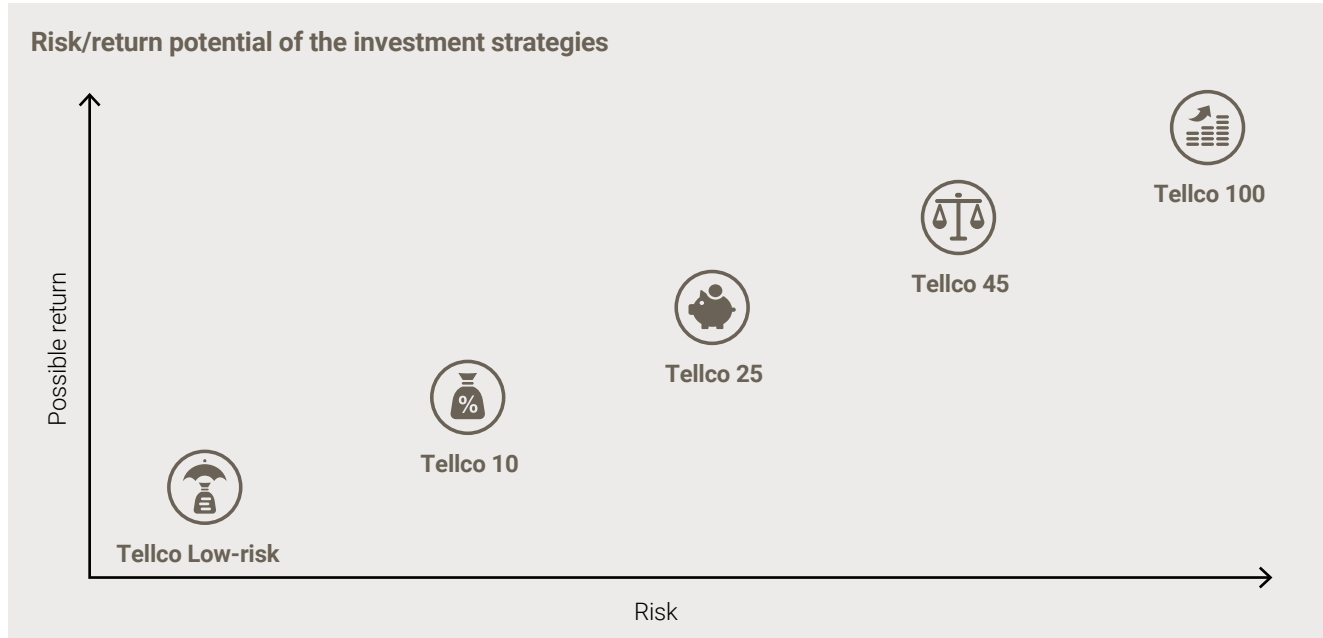 Risk/return potential of the investment strategies
Possible return
Tellco 100
Tellco 45
Tellco 25
%
Tellco 10
Tellco Low-risk
Risk